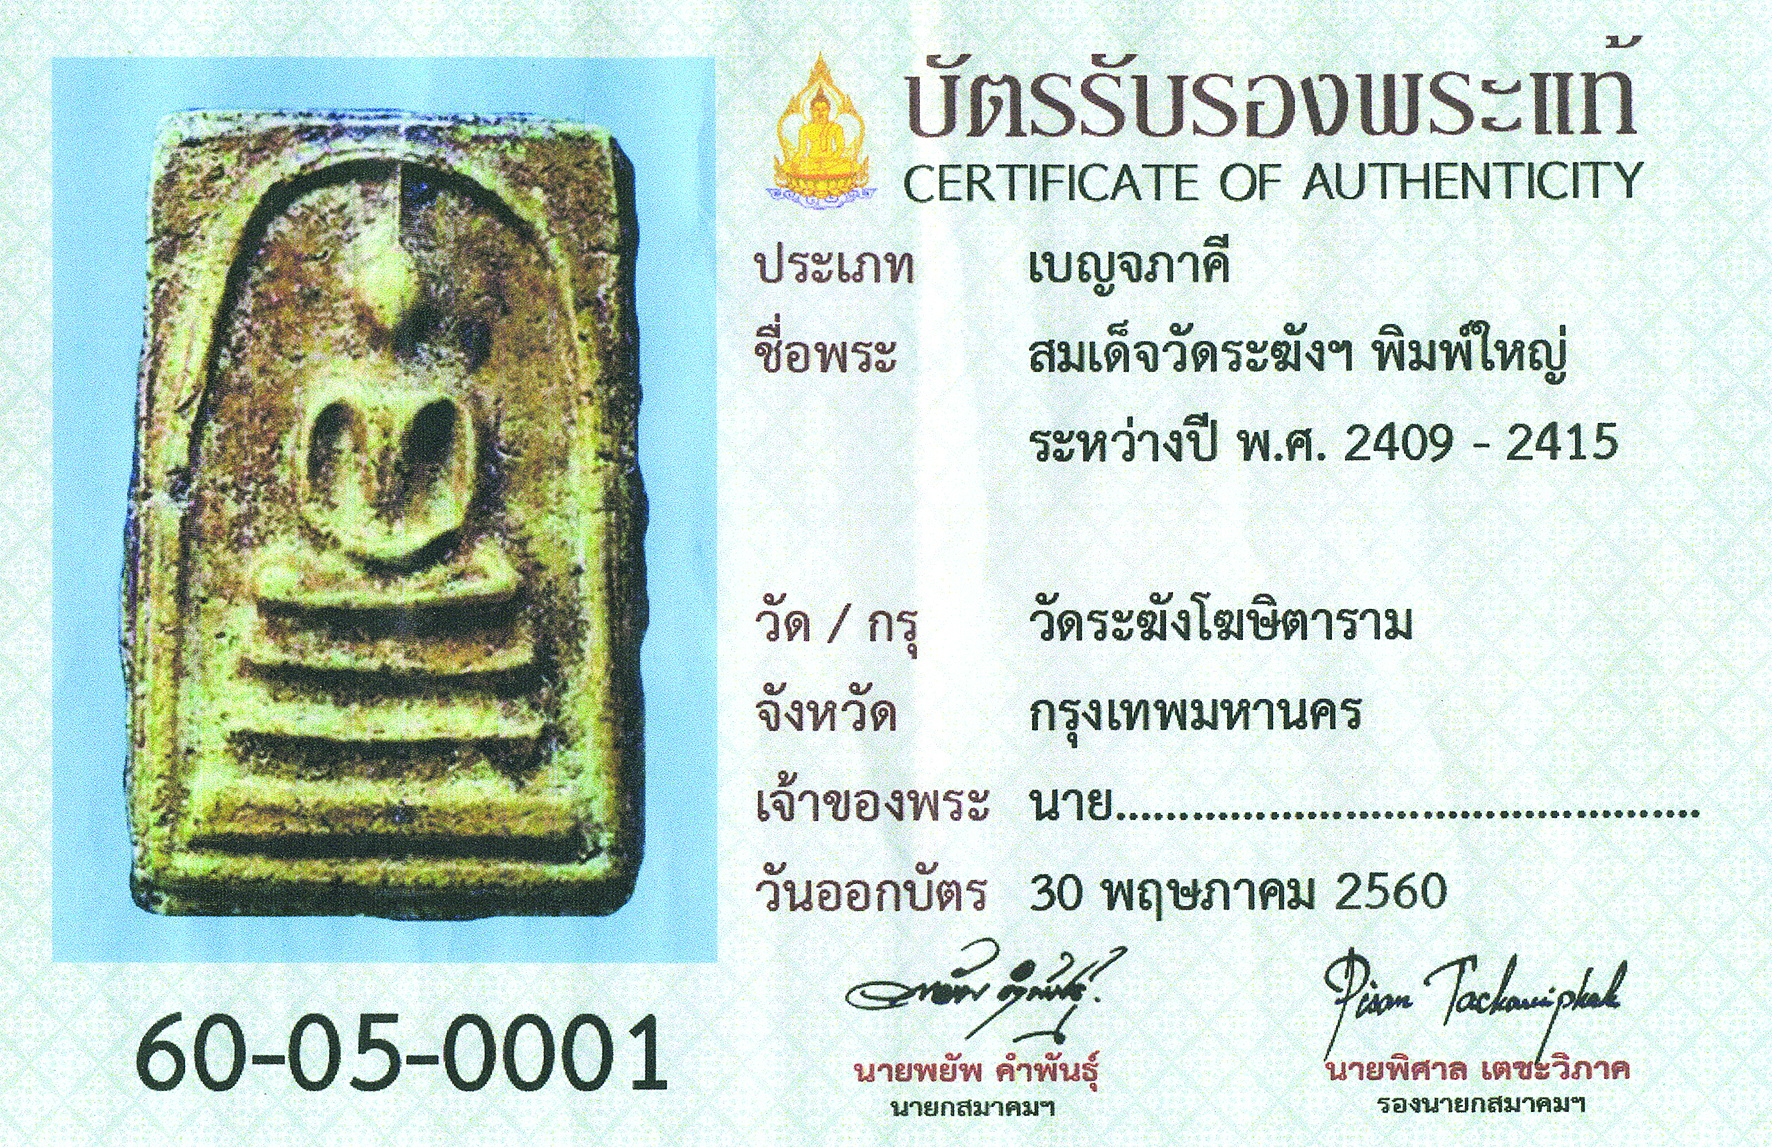 บัตรรับรองพระแท้
CERTIFICATE OF AUTHENTICITY
ประเภท เบญจภาคี
ชื่อพระ สมเด็จวัดระฆังฯ พิมพ์ใหญ่
ระหว่างปี พ.ศ. 2409 - 2415
วัด / กรุ วัดระฆังโฆษิตาราม
จังหวัด กรุงเทพมหานคร
เจ้าของพระ นาย..........................................
วันออกบัตร 30 พฤษภาคม 2560
60-05-0001
พยัพ คำพันธุ์ Pisan Tachawiphak
นายพยัพ คำพันธุ์ นายพิศาล เตชะวิภาค
นายกสมาคมฯ รองนายกสมาคมฯ